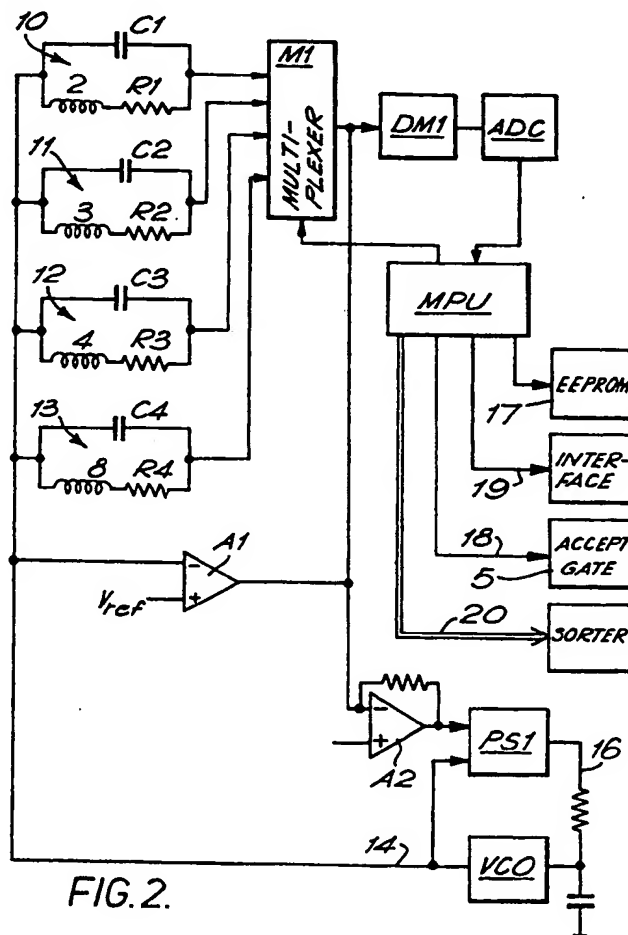 10
C1
2
R1
11
C2
3
R2
12
C3
4
R3
13
C4
8
R4
M1
MULTI-
PLEXER
DM1
ADC
MPU
EEPROM
17
INTER-
FACE
19
18
ACCEPT
GATE
5
20
SORTER
A1
Vref
-
+
-
+
A2
PS1
16
14
VCO
FIG. 2.